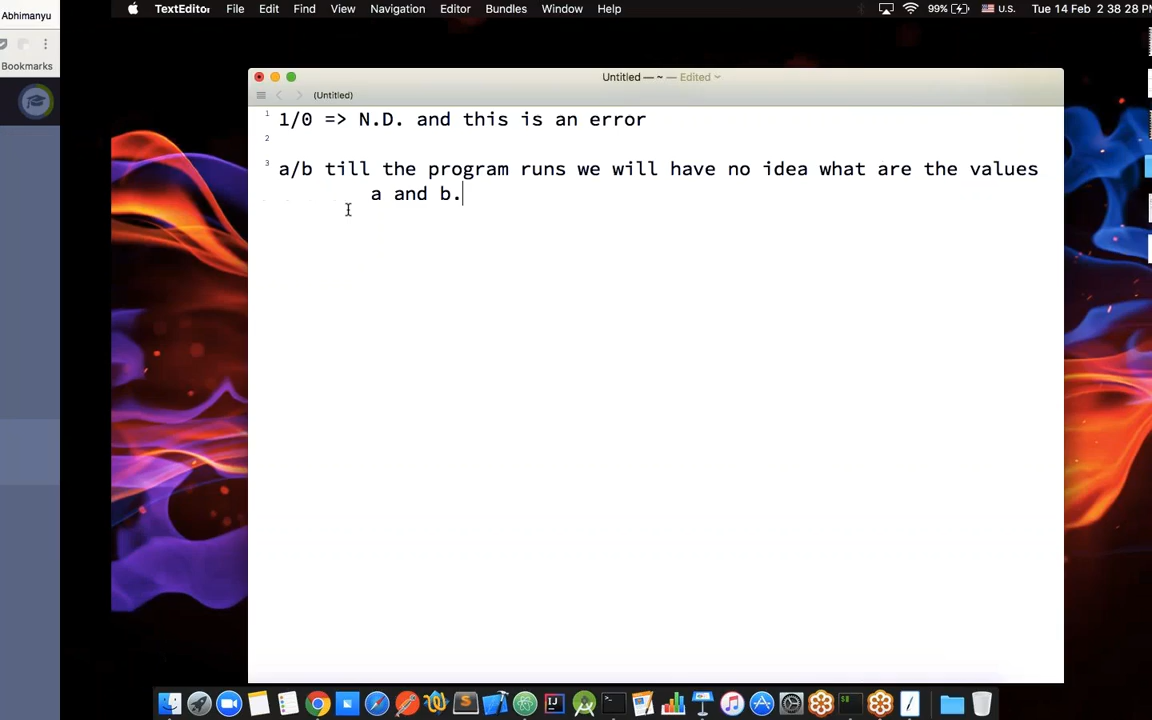 Abhimanyu
Bookmarks
TextEditor File Edit Find View Navigation Editor Bundles Window Help 99% U.S. Tue 14 Feb 2 38 28 PM
Untitled — ~ — Edited
(Untitled)
1 1/0 => N.D. and this is an error
2
3 a/b till the program runs we will have no idea what are the values
a and b.